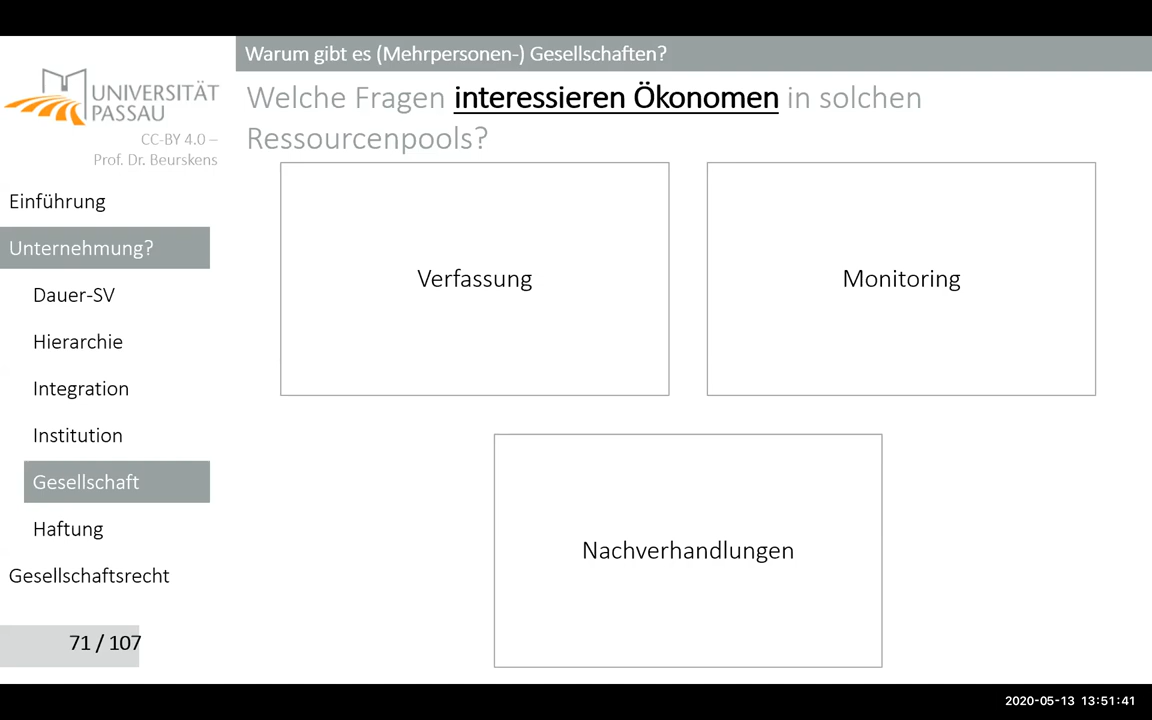 Warum gibt es (Mehrpersonen-) Gesellschaften?
UNIVERSITÄT
PASSAU
CC-BY 4.0 –
Prof. Dr. Beurskens
Welche Fragen interessieren Ökonomen in solchen
Ressourcenpools?
Einführung
Unternehmung?
Dauer-SV
Hierarchie
Integration
Institution
Gesellschaft
Haftung
Gesellschaftsrecht
71 / 107
Verfassung
Monitoring
Nachverhandlungen
2020-05-13 13:51:41